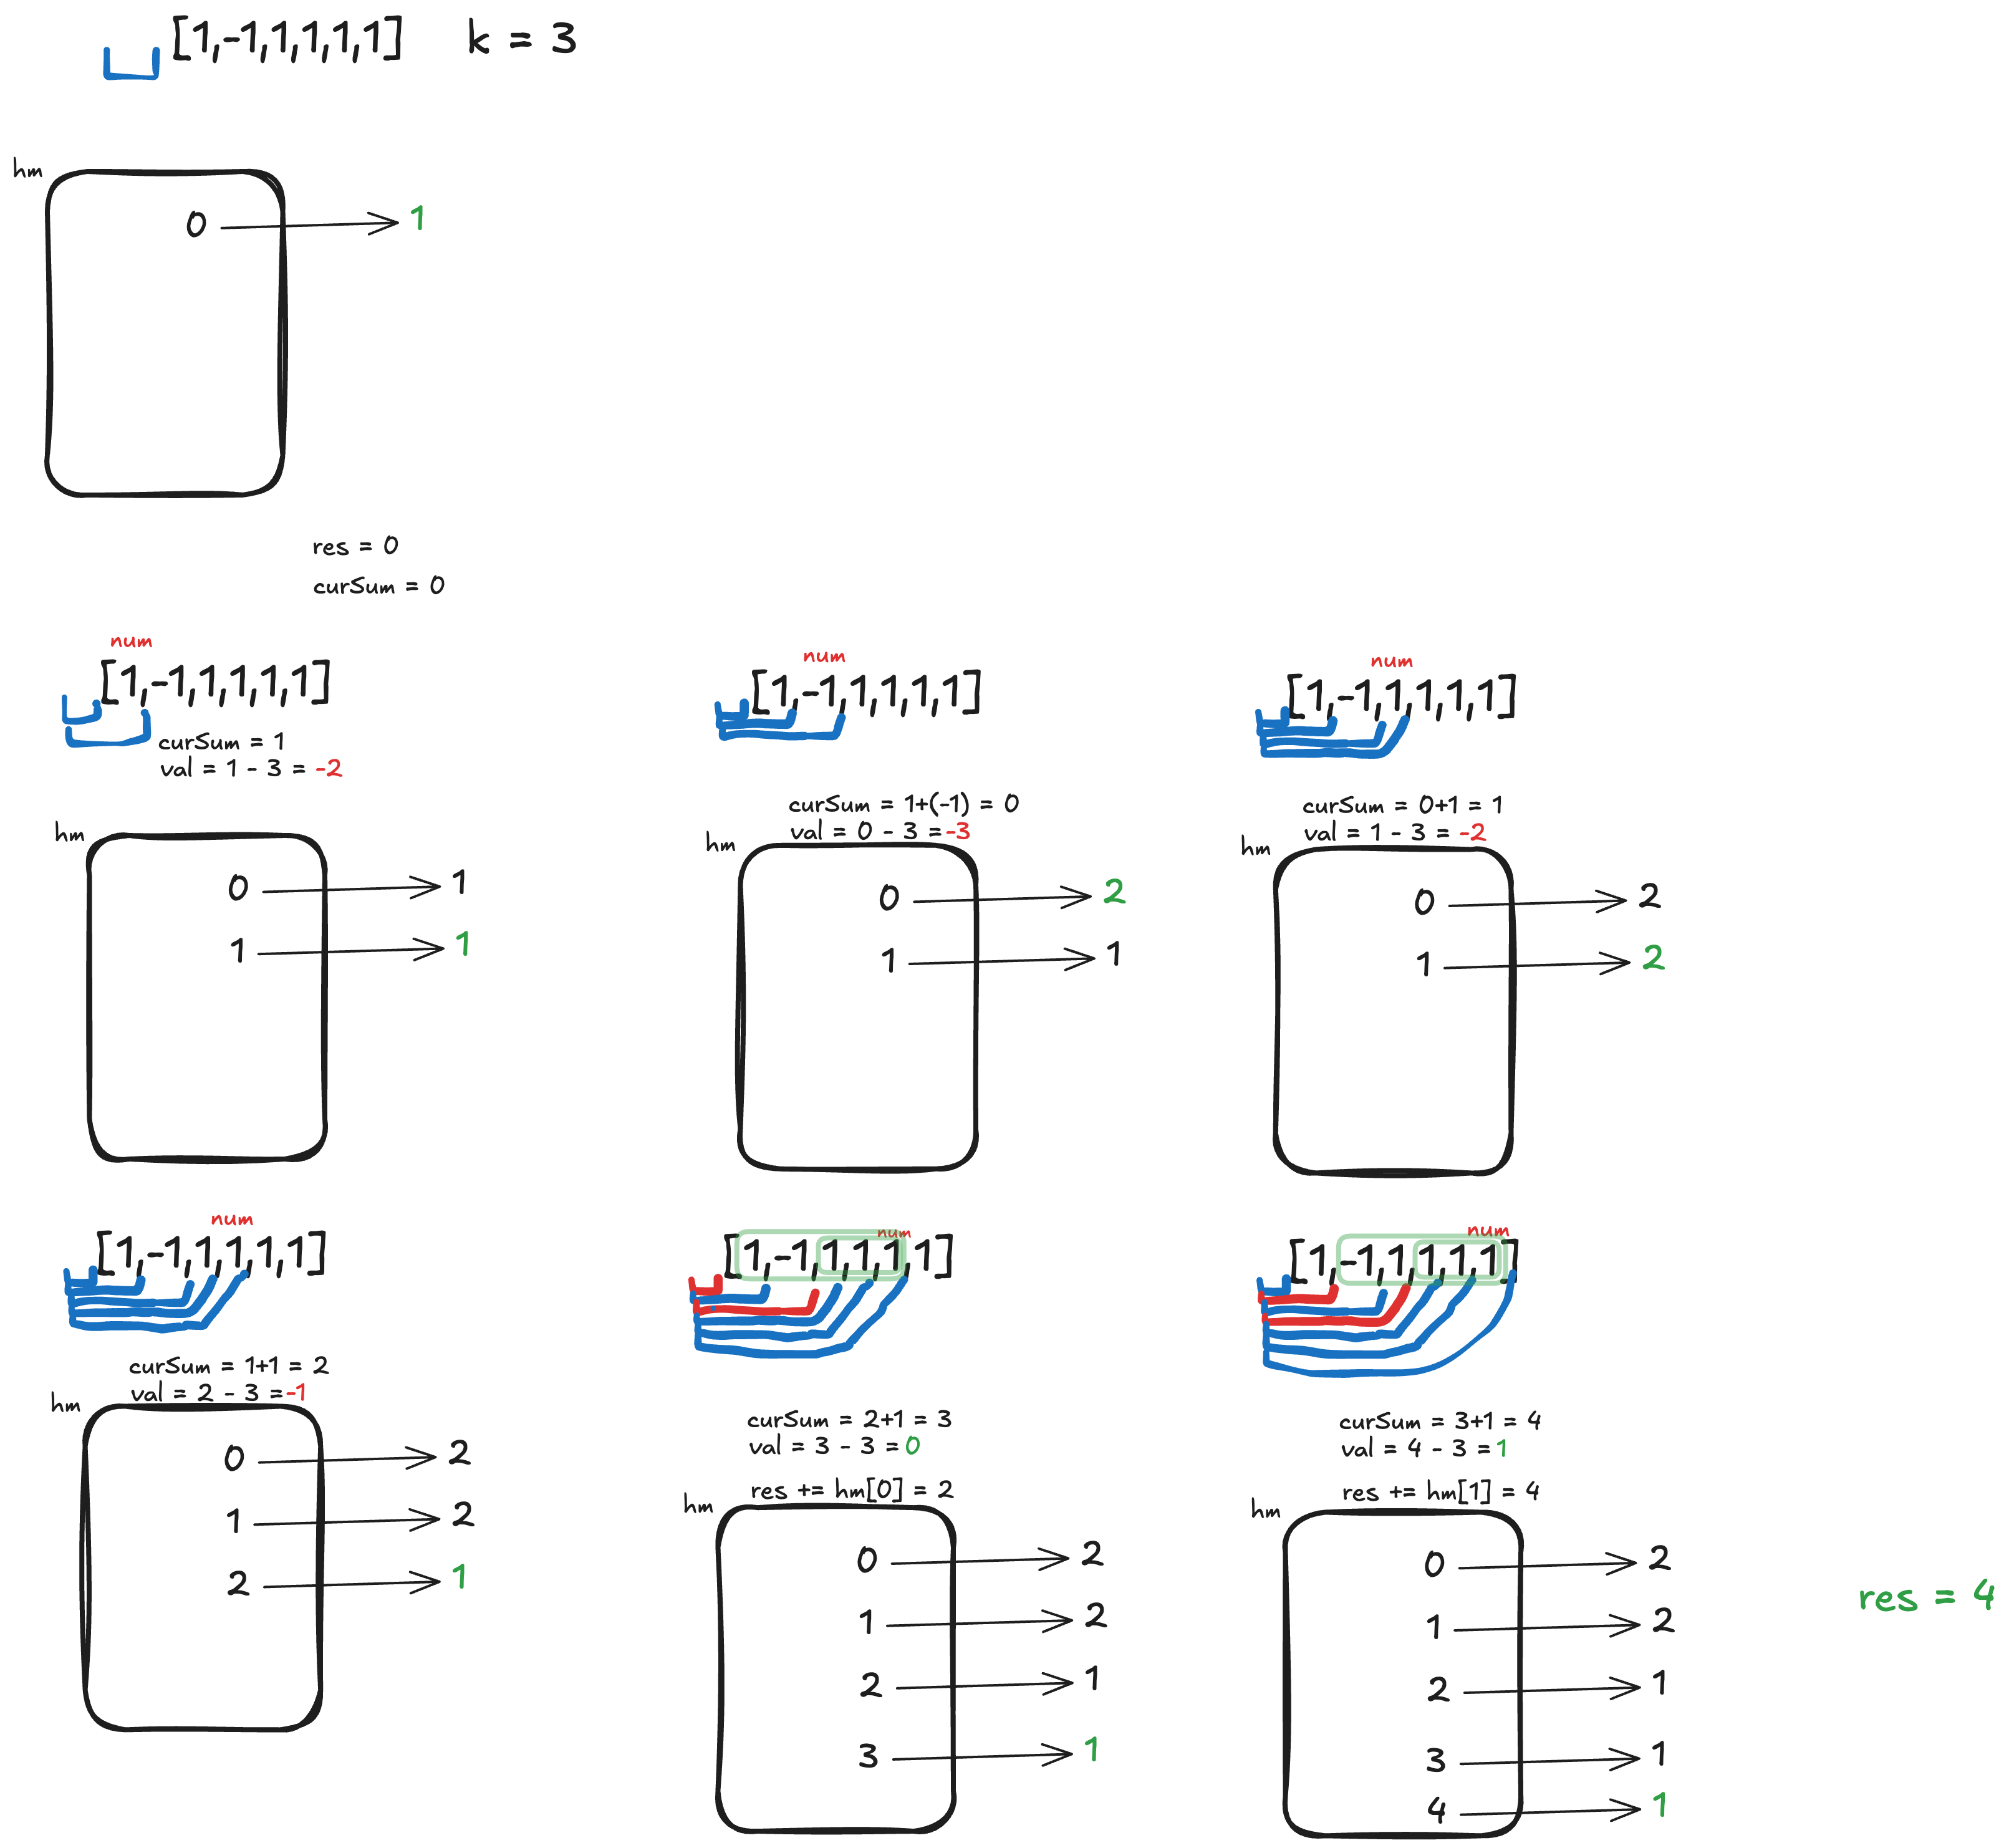 [1,-1,1,1,1,1] k = 3
hm
0 1
res = 0
curSum = 0
num
[1,-1,1,1,1,1]
curSum = 1
val = 1 - 3 = -2
hm
0 1
1 1
num
[1,-1,1,1,1,1]
curSum = 1+(-1) = 0
val = 0 - 3 =-3
hm
0 2
1 1
num
[1,-1,1,1,1,1]
curSum = 0+1 = 1
val = 1 - 3 = -2
hm
0 2
1 2
num
[1,-1,1,1,1,1]
curSum = 1+1 = 2
val = 2 - 3 =-1
hm
0 2
1 2
2 1
num
[1,-1,1,1,1,1]
curSum = 2+1 = 3
val = 3 - 3 =0
res += hm[0] = 2
hm
0 2
1 2
2 1
3 1
num
[1,-1,1,1,1,1]
curSum = 3+1 = 4
val = 4 - 3 =1
res += hm[1] = 4
hm
0 2
1 2
2 1
3 1
4 1
res = 4